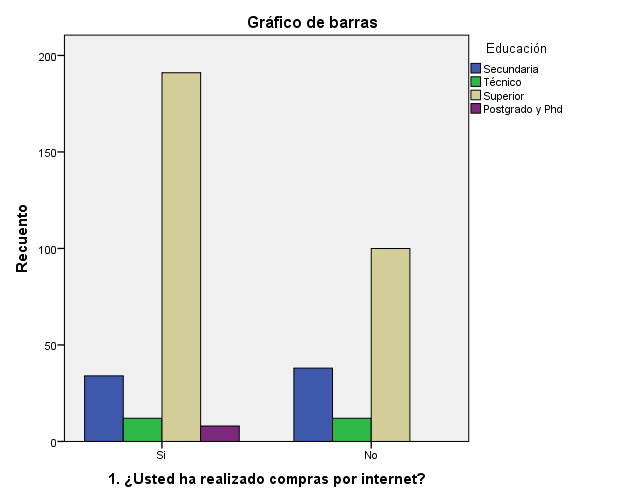 Gráfico de barras
Educación
Secundaria
Técnico
Superior
Postgrado y Phd
Recuento
200
150
100
50
0
Si
No
1. ¿Usted ha realizado compras por internet?